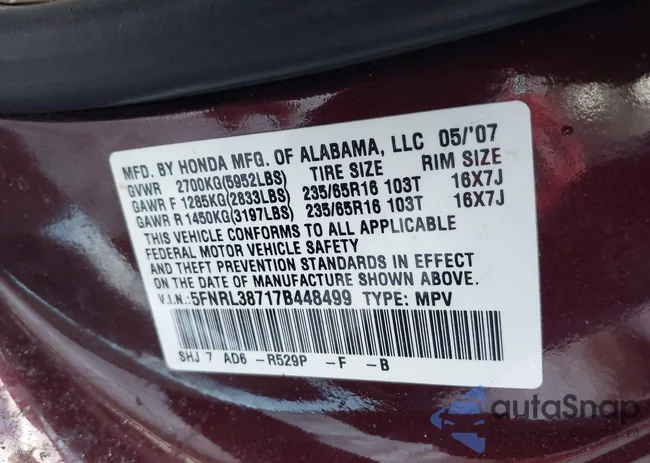 MFD. BY HONDA MFG. OF ALABAMA, LLC 05/'07
GVWR 2700KG(5952LBS) TIRE SIZE RIM SIZE
GAWR F 1285KG(2833LBS) 235/65R16 103T 16X7J
GAWR R 1450KG(3197LBS) 235/65R16 103T 16X7J
THIS VEHICLE CONFORMS TO ALL APPLICABLE
FEDERAL MOTOR VEHICLE SAFETY
AND THEFT PREVENTION STANDARDS IN EFFECT
ON THE DATE OF MANUFACTURE SHOWN ABOVE.
V.I.N.:5FNRL38717B448499 TYPE: MPV
SHJ 7 AD6 -R529P -F -B
autaSnap